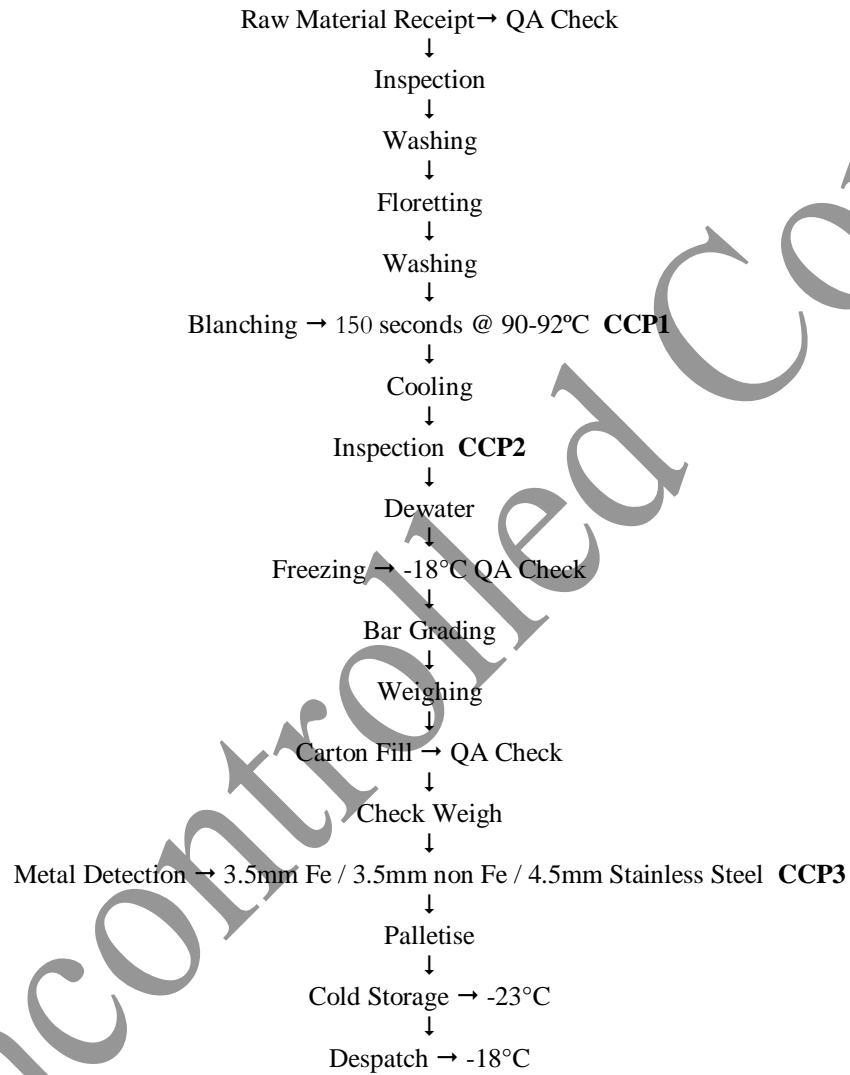 Raw Material Receipt→ QA Check
↓
Inspection
↓
Washing
↓
Floretting
↓
Washing
↓
Blanching → 150 seconds @ 90-92ºC CCP1
↓
Cooling
↓
Inspection CCP2
↓
Dewater
↓
Freezing → -18°C QA Check
↓
Bar Grading
↓
Weighing
↓
Carton Fill → QA Check
↓
Check Weigh
↓
Metal Detection → 3.5mm Fe / 3.5mm non Fe / 4.5mm Stainless Steel CCP3
↓
Palletise
↓
Cold Storage → -23°C
↓
Despatch → -18°C
ncontrolled Co